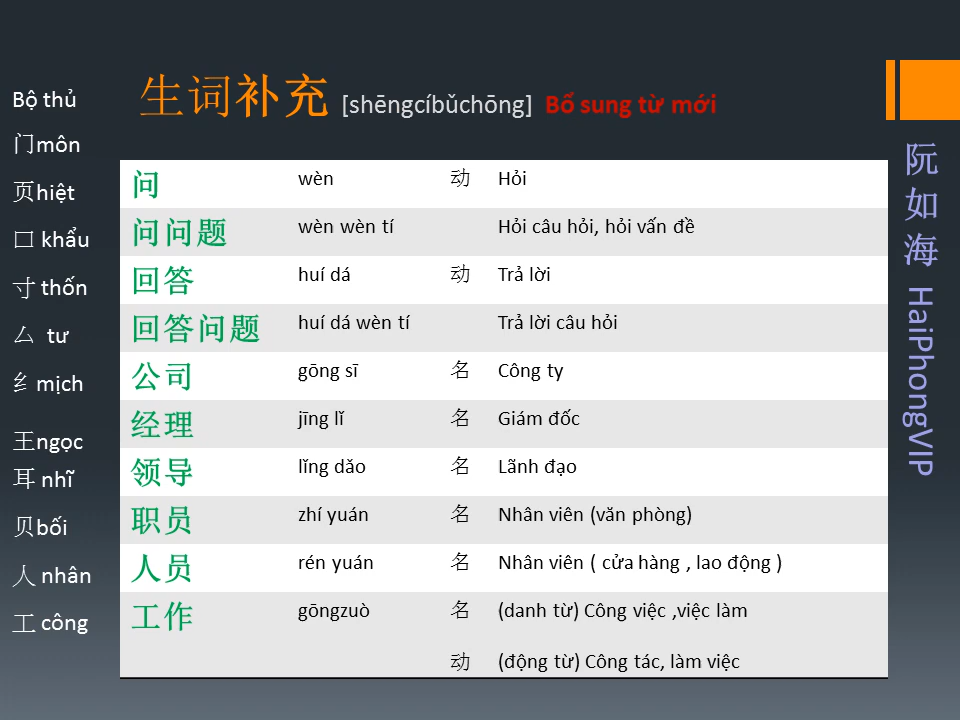 生词补充 [shēngcíbǔchōng] Bổ sung từ mới
Bộ thủ
门môn
页hiệt
口 khẩu
寸 thốn
厶 tư
纟mịch
王ngọc
耳 nhĩ
贝bối
人 nhân
工 công
问 wèn 动 Hỏi
问问题 wèn wèn tí Hỏi câu hỏi, hỏi vấn đề
回答 huí dá 动 Trả lời
回答问题 huí dá wèn tí Trả lời câu hỏi
公司 gōng sī 名 Công ty
经理 jīng lǐ 名 Giám đốc
领导 lǐng dǎo 名 Lãnh đạo
职员 zhí yuán 名 Nhân viên (văn phòng)
人员 rén yuán 名 Nhân viên ( cửa hàng , lao động )
工作 gōngzuò 名 (danh từ) Công việc ,việc làm
动 (động từ) Công tác, làm việc
阮如海 HaiPhongVIP